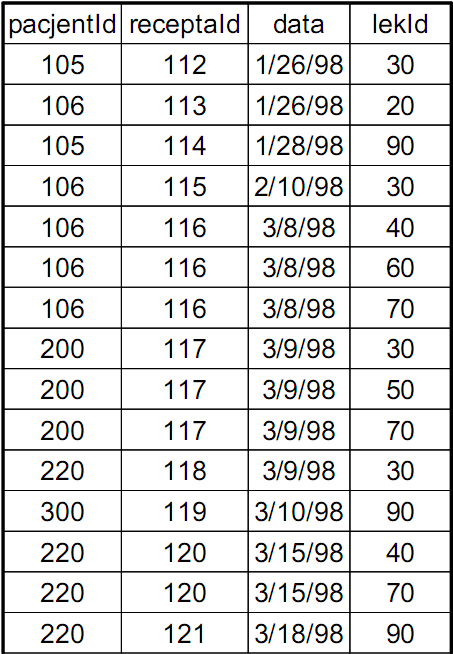 pacjentId receptaId data lekId
105 112 1/26/98 30
106 113 1/26/98 20
105 114 1/28/98 90
106 115 2/10/98 30
106 116 3/8/98 40
106 116 3/8/98 60
106 116 3/8/98 70
200 117 3/9/98 30
200 117 3/9/98 50
200 117 3/9/98 70
220 118 3/9/98 30
300 119 3/10/98 90
220 120 3/15/98 40
220 120 3/15/98 70
220 121 3/18/98 90